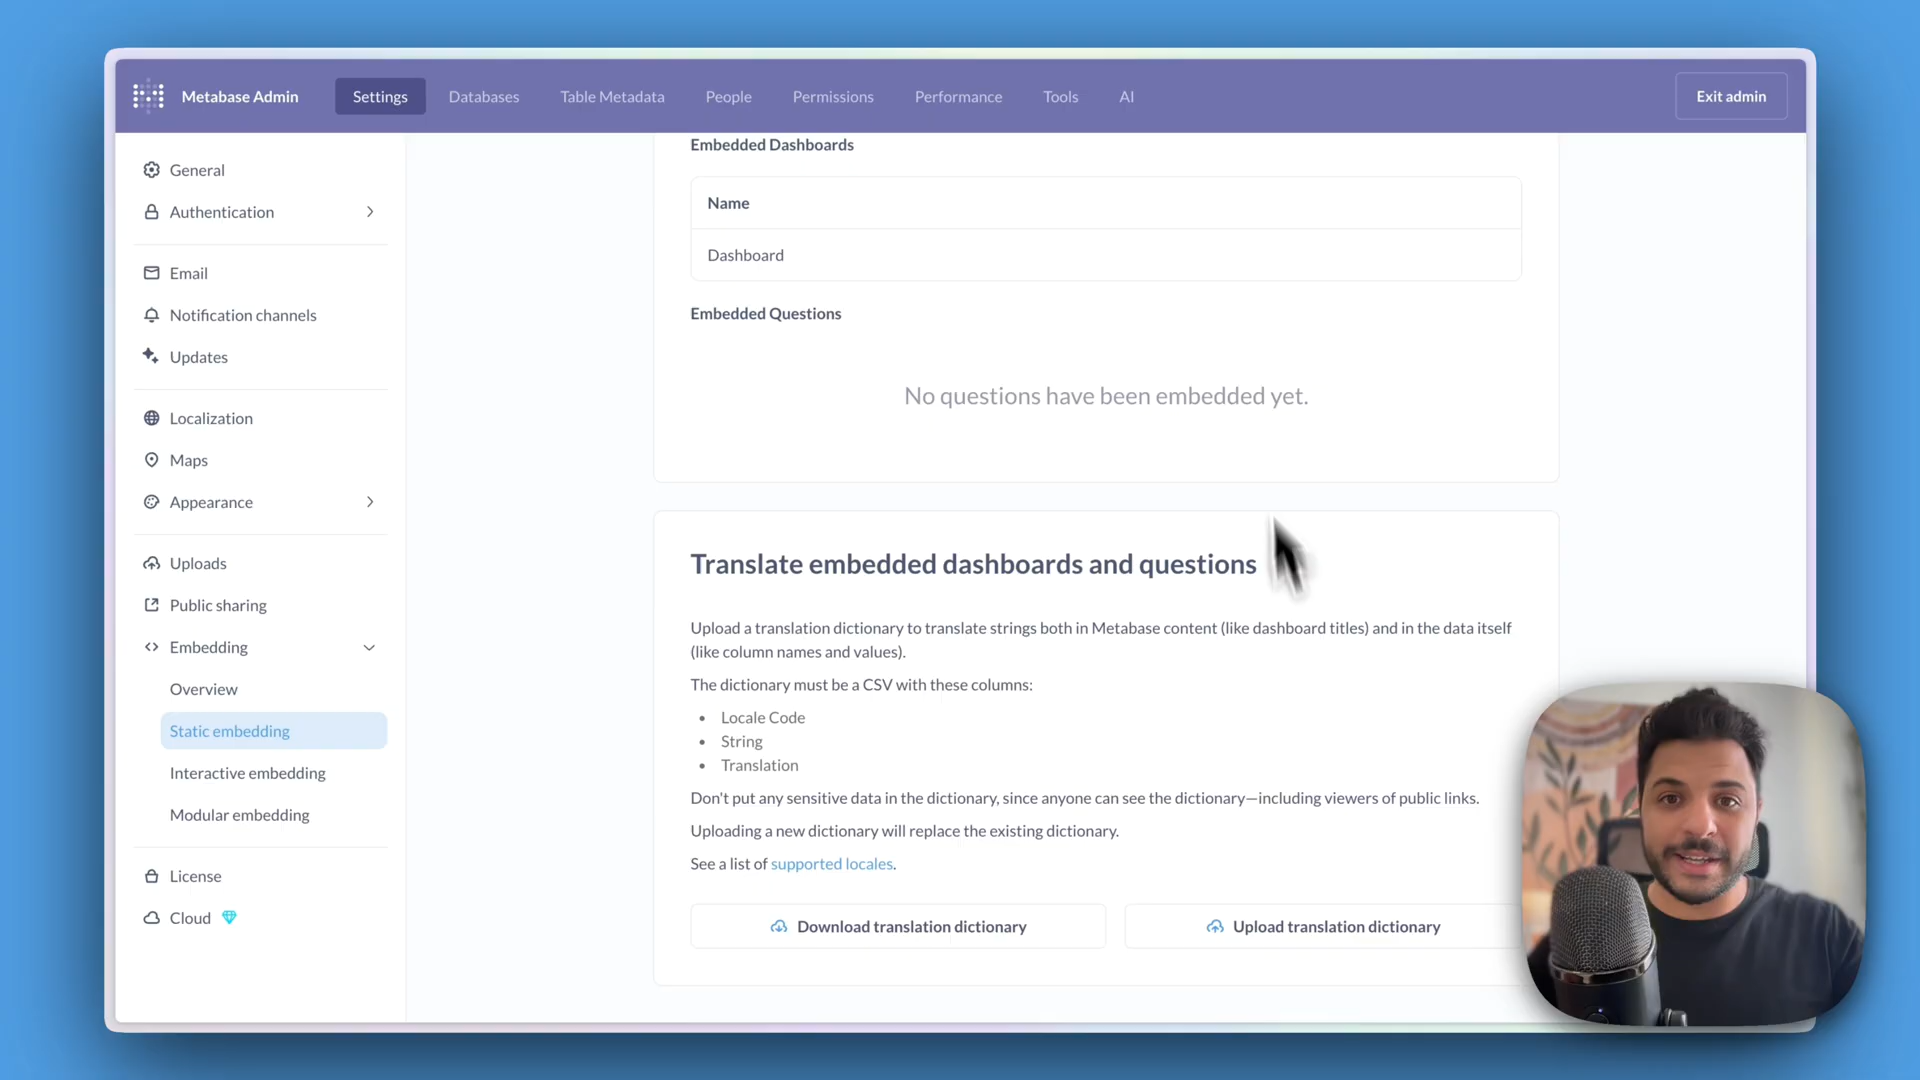 Metabase Admin
Settings
Databases
Table Metadata
People
Permissions
Performance
Tools
AI
Exit admin
General
Authentication
Email
Notification channels
Updates
Localization
Maps
Appearance
Uploads
Public sharing
Embedding
Overview
Static embedding
Interactive embedding
Modular embedding
License
Cloud
Embedded Dashboards
Name
Dashboard
Embedded Questions
No questions have been embedded yet.
Translate embedded dashboards and questions
Upload a translation dictionary to translate strings both in Metabase content (like dashboard titles) and in the data itself
(like column names and values).
The dictionary must be a CSV with these columns:
• Locale Code
• String
• Translation
Don't put any sensitive data in the dictionary, since anyone can see the dictionary—including viewers of public links.
Uploading a new dictionary will replace the existing dictionary.
See a list of supported locales.
Download translation dictionary
Upload translation dictionary